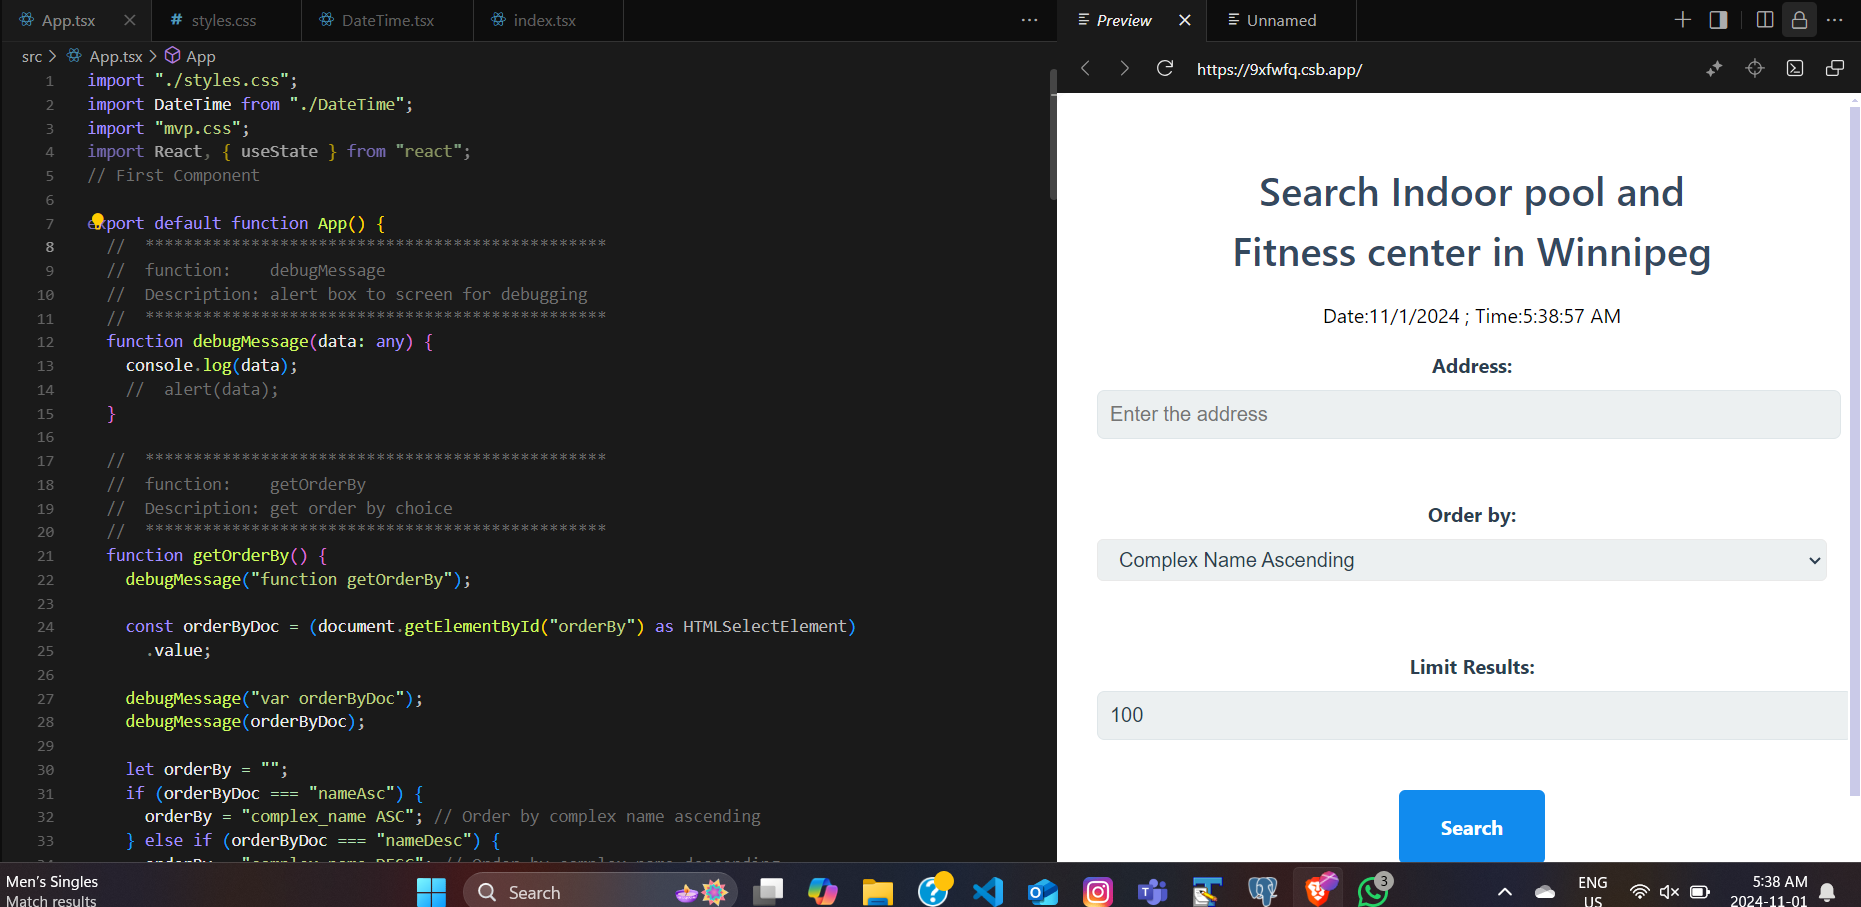 App.tsx
# styles.css
DateTime.tsx
index.tsx
...
Preview
Unnamed
src > App.tsx > App
https://9xfwfq.csb.app/
1 import "./styles.css";
2 import DateTime from "./DateTime";
3 import "mvp.css";
4 import React, { useState } from "react";
5 // First Component
6
7 export default function App() {
8 // ************************************************
9 // function: debugMessage
10 // Description: alert box to screen for debugging
11 // ************************************************
12 function debugMessage(data: any) {
13 console.log(data);
14 // alert(data);
15 }
16
17 // ************************************************
18 // function: getOrderBy
19 // Description: get order by choice
20 // ************************************************
21 function getOrderBy() {
22 debugMessage("function getOrderBy");
23
24 const orderByDoc = (document.getElementById("orderBy") as HTMLSelectElement)
25 .value;
26
27 debugMessage("var orderByDoc");
28 debugMessage(orderByDoc);
29
30 let orderBy = "";
31 if (orderByDoc === "nameAsc") {
32 orderBy = "complex_name ASC"; // Order by complex name ascending
33 } else if (orderByDoc === "nameDesc") {
34 orderBy = "complex_name DESC"; // Order by complex name descending
Search Indoor pool and
Fitness center in Winnipeg
Date:11/1/2024 ; Time:5:38:57 AM
Address:
Enter the address
Order by:
Complex Name Ascending
Limit Results:
100
Search
Men's Singles
Match results
Search
3
ENG
US
5:38 AM
2024-11-01